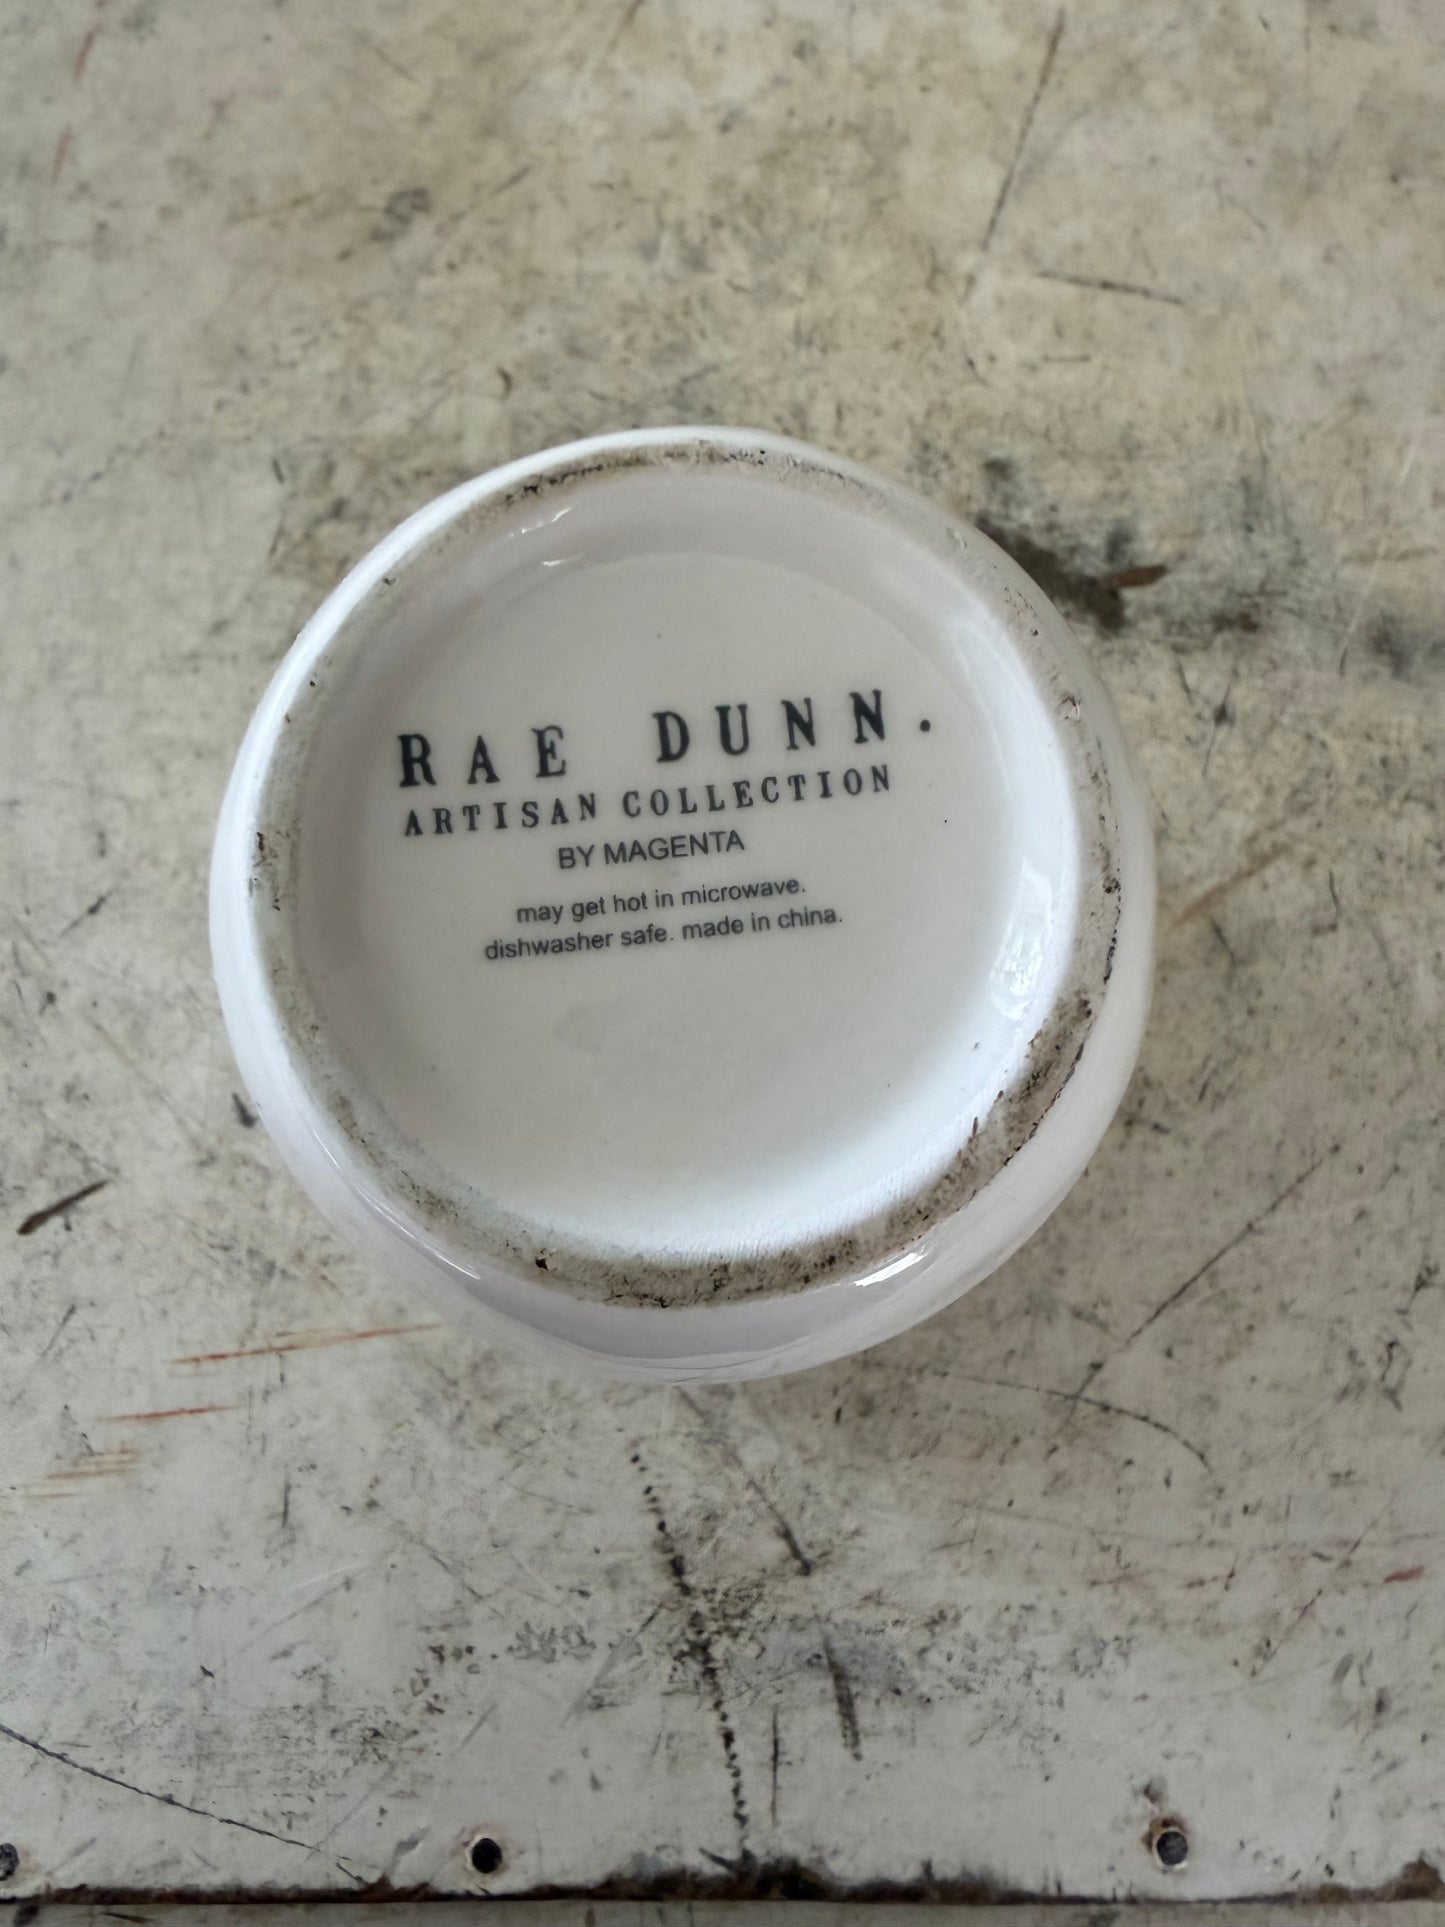 RAE DUNN.
ARTISAN COLLECTION
BY MAGENTA
may get hot in microwave.
dishwasher safe. made in china.